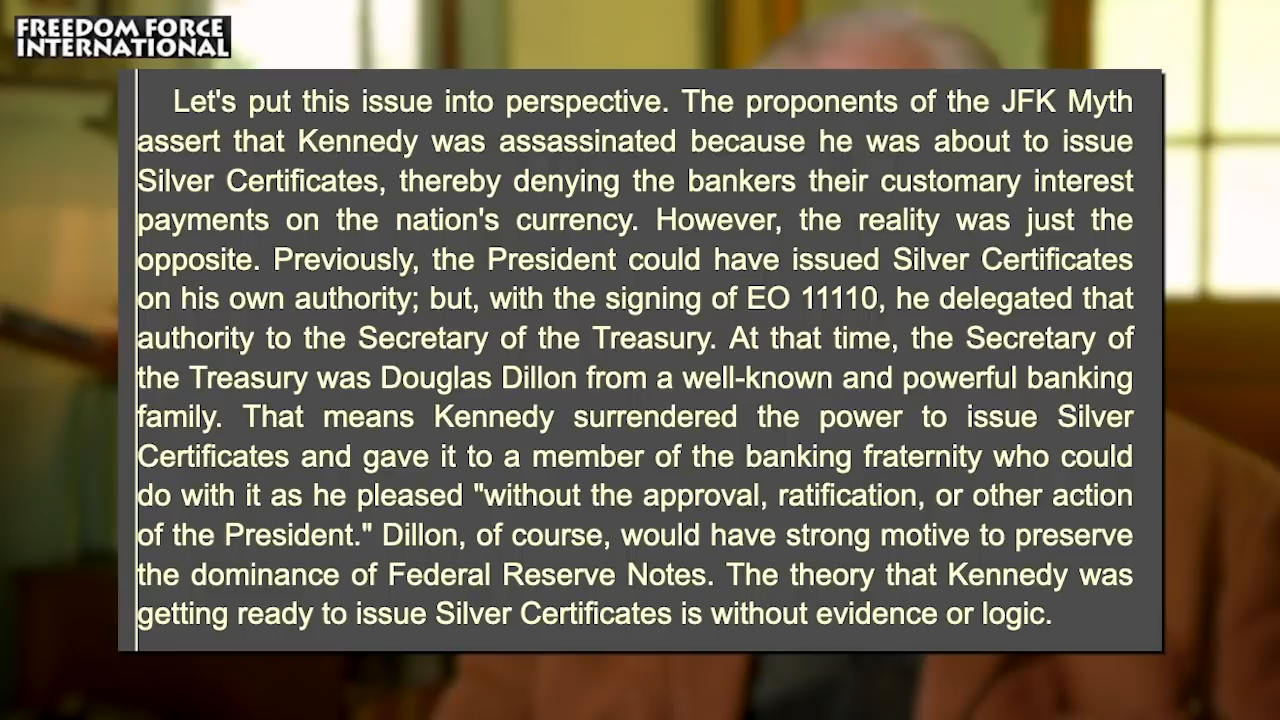 FREEDOM FORCE
INTERNATIONAL
Let's put this issue into perspective. The proponents of the JFK Myth
assert that Kennedy was assassinated because he was about to issue
Silver Certificates, thereby denying the bankers their customary interest
payments on the nation's currency. However, the reality was just the
opposite. Previously, the President could have issued Silver Certificates
on his own authority; but, with the signing of EO 11110, he delegated that
authority to the Secretary of the Treasury. At that time, the Secretary of
the Treasury was Douglas Dillon from a well-known and powerful banking
family. That means Kennedy surrendered the power to issue Silver
Certificates and gave it to a member of the banking fraternity who could
do with it as he pleased "without the approval, ratification, or other action
of the President." Dillon, of course, would have strong motive to preserve
the dominance of Federal Reserve Notes. The theory that Kennedy was
getting ready to issue Silver Certificates is without evidence or logic.